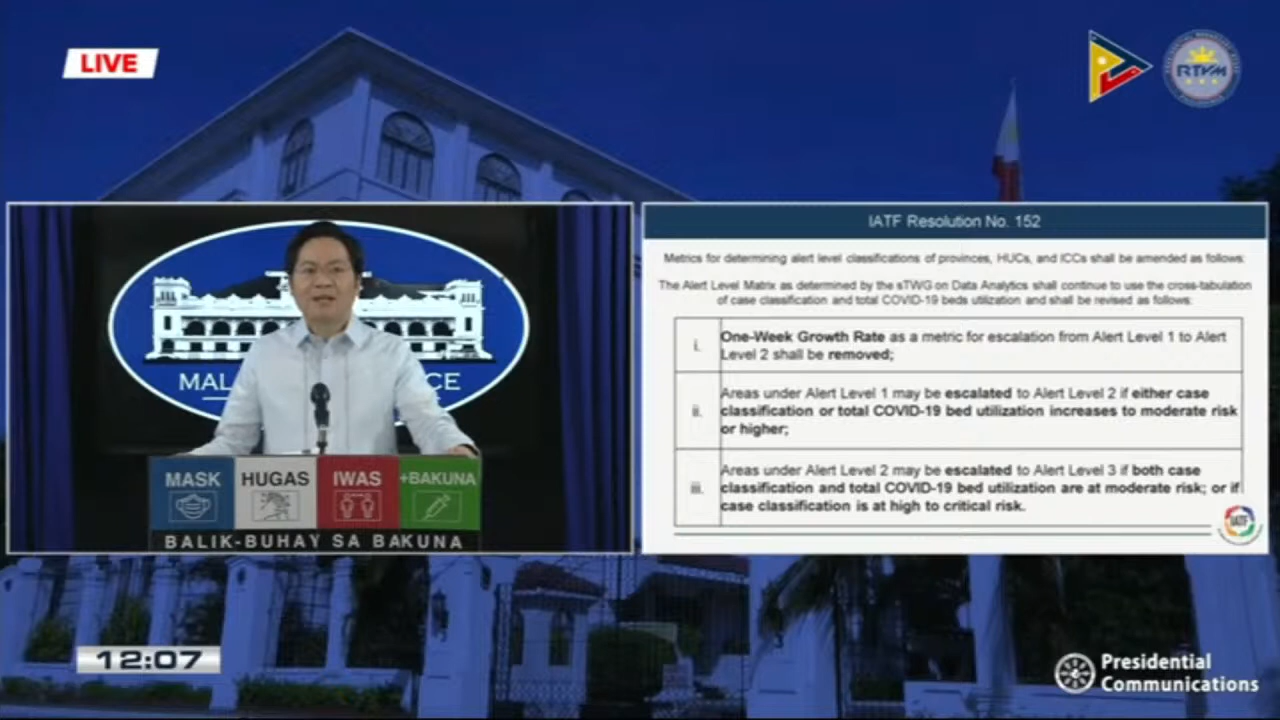 LIVE
RTVM
IATF Resolution No. 152
Metrics for determining alert level classifications of provinces, HUCs, and ICCs shall be amended as follows:
The Alert Level Matrix as determined by the sTWG on Data Analytics shall continue to use the cross-tabulation
of case classification and total COVID-19 beds utilization and shall be revised as follows:
i. One-Week Growth Rate as a metric for escalation from Alert Level 1 to Alert
Level 2 shall be removed;
ii. Areas under Alert Level 1 may be escalated to Alert Level 2 if either case
classification or total COVID-19 bed utilization increases to moderate risk
or higher;
iii. Areas under Alert Level 2 may be escalated to Alert Level 3 if both case
classification and total COVID-19 bed utilization are at moderate risk; or if
case classification is at high to critical risk.
IATF
MAL CE
MASK HUGAS IWAS +BAKUNA
BALIK-BUHAY SA BAKUNA
12:07
Presidential
Communications